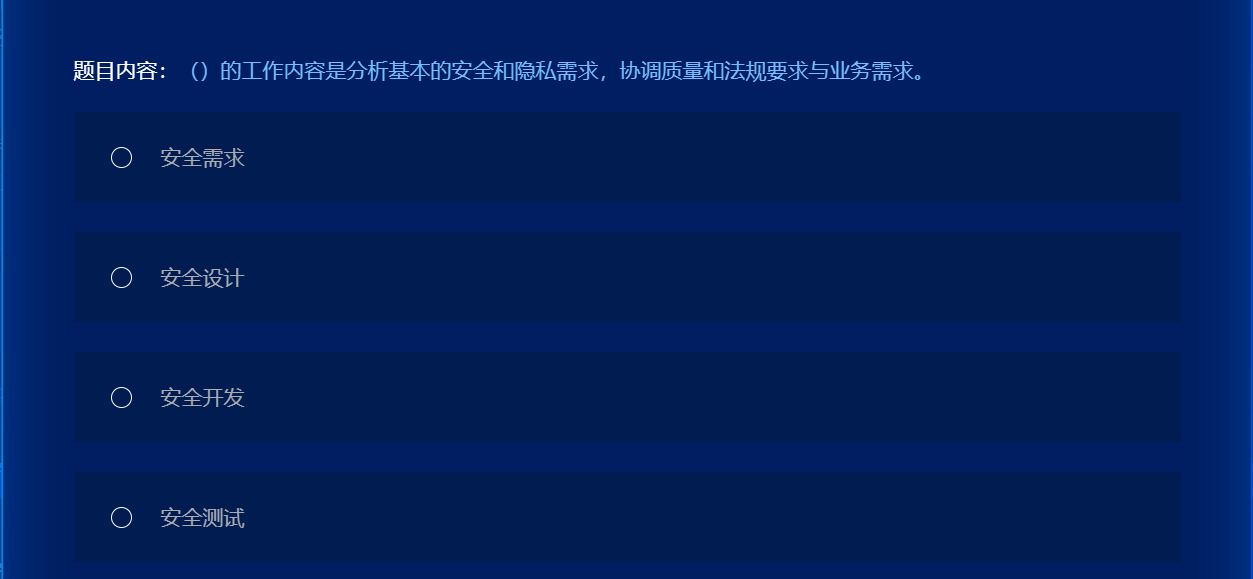 题目内容：（）的工作内容是分析基本的安全和隐私需求，协调质量和法规要求与业务需求。
安全需求
安全设计
安全开发
安全测试